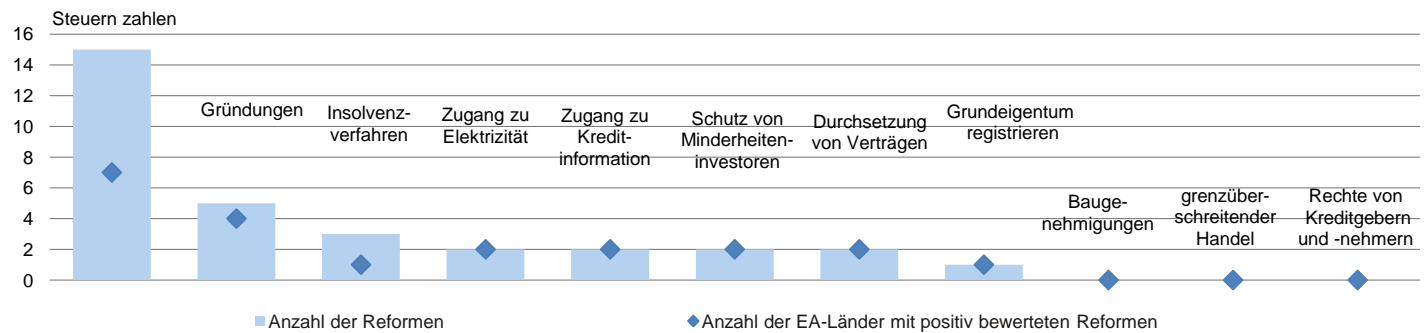 Steuern zahlen
16
14
12
10
8
6
4
2
0
Gründungen
Insolvenz-
verfahren
Zugang zu
Elektrizität
Zugang zu
Kredit-
information
Schutz von
Minderheiten-
investoren
Durchsetzung
von Verträgen
Grundeigentum
registrieren
Bauge-
nehmigungen
grenzüber-
schreitender
Handel
Rechte von
Kreditgebern
und -nehmern
Anzahl der Reformen
Anzahl der EA-Länder mit positiv bewerteten Reformen